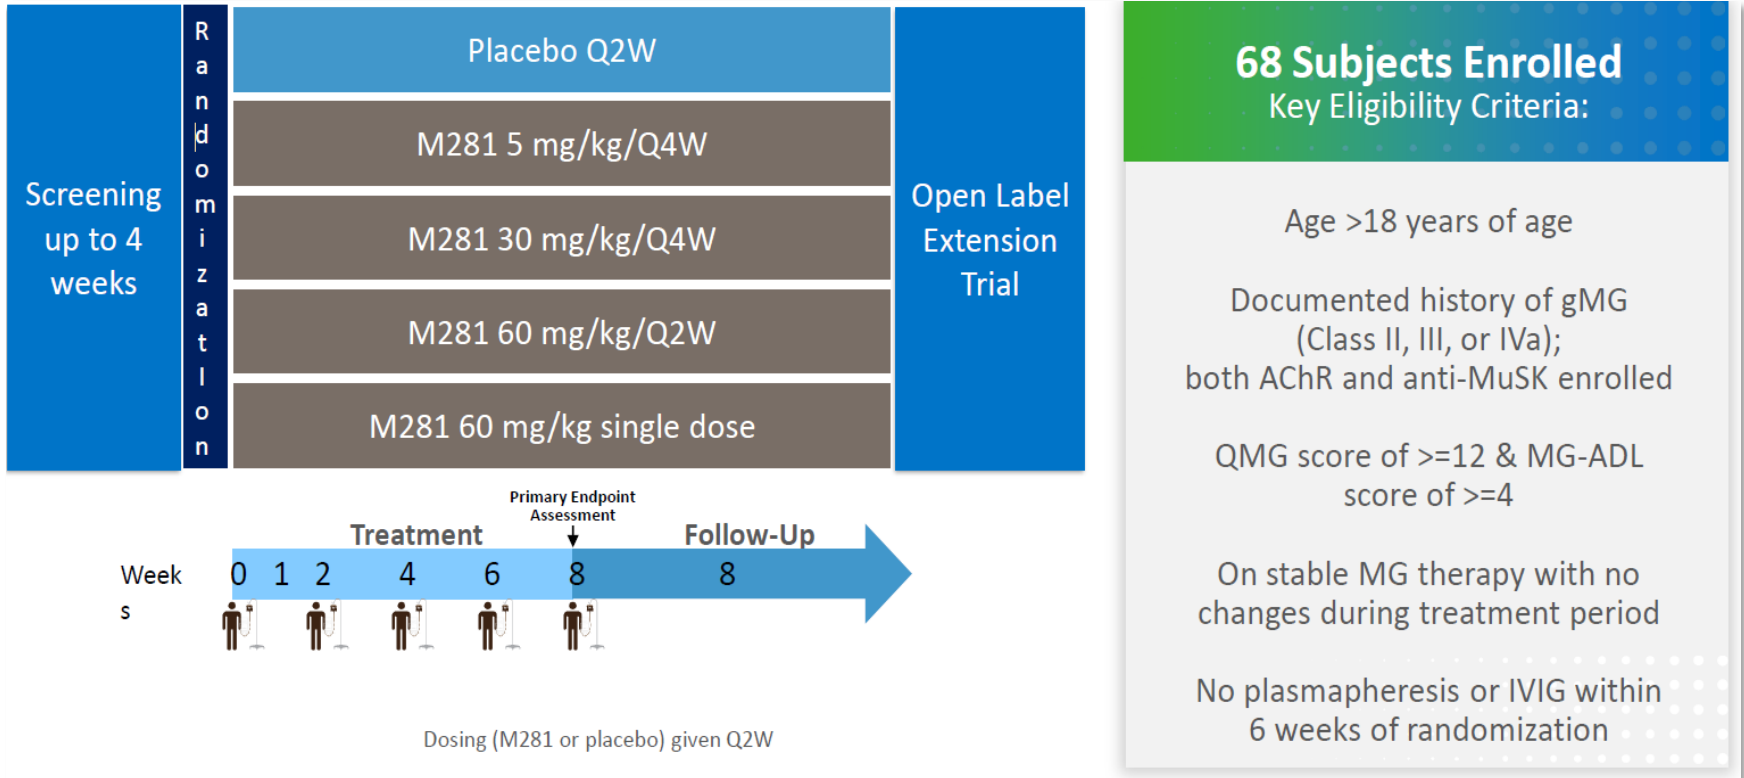 Screening
up to 4
weeks
R
a
n
d
o
m
i
z
a
t
I
o
n
Placebo Q2W
M281 5 mg/kg/Q4W
M281 30 mg/kg/Q4W
M281 60 mg/kg/Q2W
M281 60 mg/kg single dose
Open Label
Extension
Trial
Primary Endpoint
Assessment
Treatment
Follow-Up
Week
s
0 1 2 4 6 8 8
Dosing (M281 or placebo) given Q2W
68 Subjects Enrolled
Key Eligibility Criteria:
Age >18 years of age
Documented history of gMG
(Class II, III, or IVa);
both AChR and anti-MuSK enrolled
QMG score of >=12 & MG-ADL
score of >=4
On stable MG therapy with no
changes during treatment period
No plasmapheresis or IVIG within
6 weeks of randomization